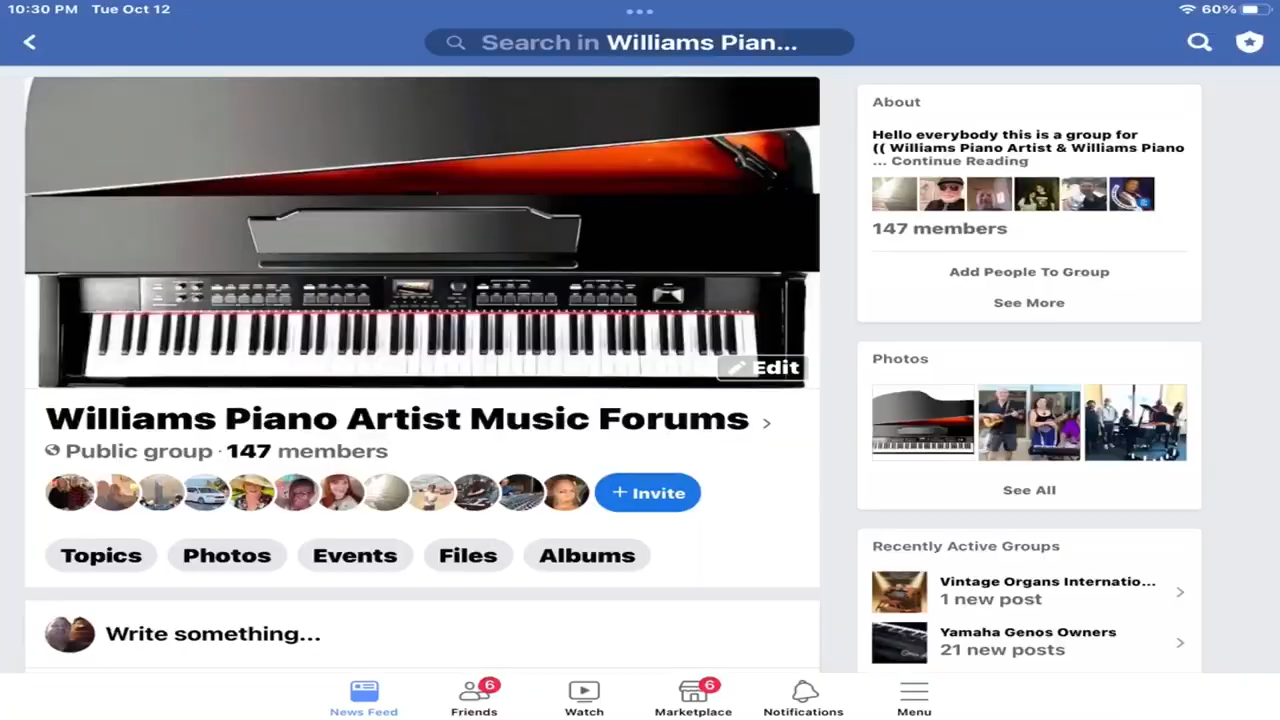 10:30 PM Tue Oct 12
60%
Search in Williams Pian...
Edit
Williams Piano Artist Music Forums
Public group · 147 members
+ Invite
Topics
Photos
Events
Files
Albums
Write something...
About
Hello everybody this is a group for
(( Williams Piano Artist & Williams Piano
... Continue Reading
147 members
Add People To Group
See More
Photos
See All
Recently Active Groups
Vintage Organs Internatio...
1 new post
Yamaha Genos Owners
21 new posts
News Feed
6
Friends
Watch
6
Marketplace
Notifications
Menu